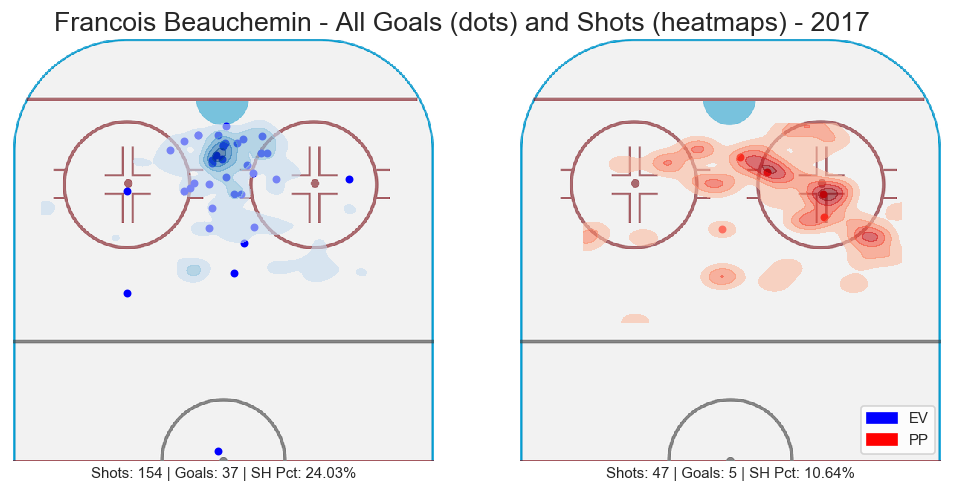 Francois Beauchemin - All Goals (dots) and Shots (heatmaps) - 2017
EV
PP
Shots: 154 | Goals: 37 | SH Pct: 24.03%
Shots: 47 | Goals: 5 | SH Pct: 10.64%